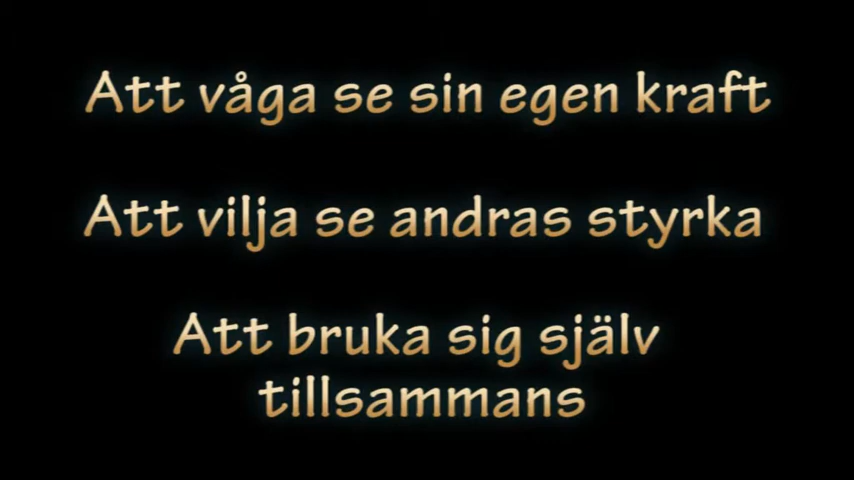 Att våga se sin egen kraft
Att vilja se andras styrka
Att bruka sig själv
tillsammans